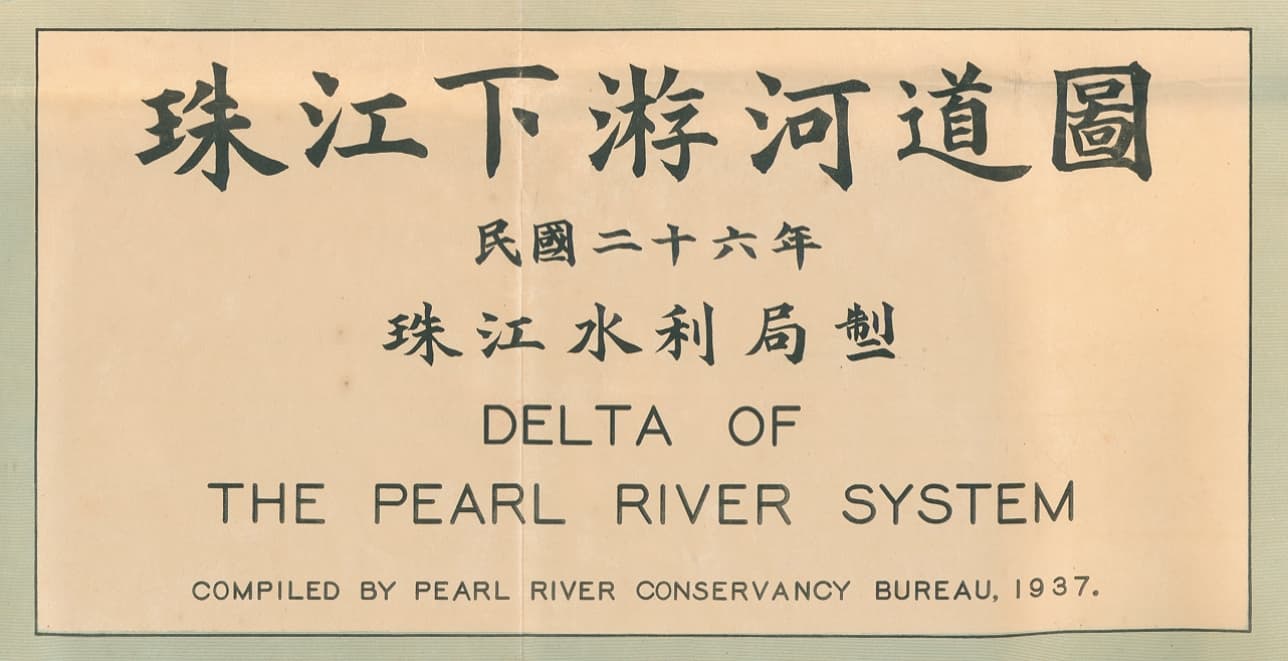 珠江下游河道圖
民國二十六年
珠江水利局製
DELTA OF
THE PEARL RIVER SYSTEM
COMPILED BY PEARL RIVER CONSERVANCY BUREAU, 1937.